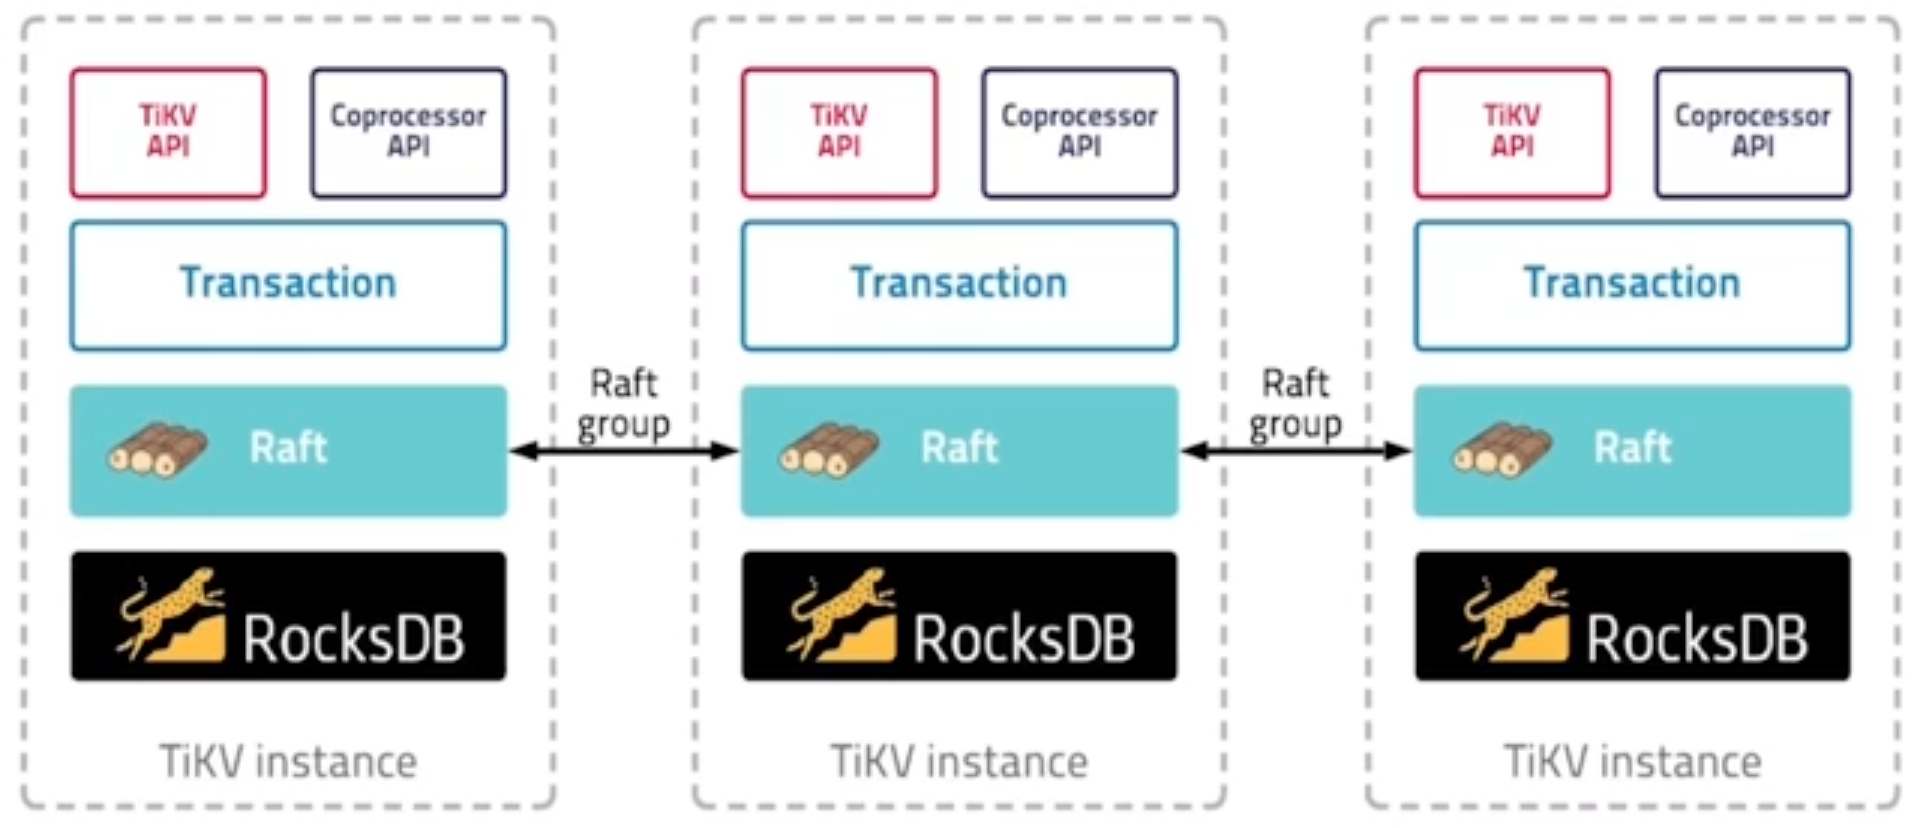 TiKV
API
Coprocessor
API
Transaction
Raft
RocksDB
TiKV instance
Raft
group
TiKV
API
Coprocessor
API
Transaction
Raft
RocksDB
TiKV instance
Raft
group
TiKV
API
Coprocessor
API
Transaction
Raft
RocksDB
TiKV instance